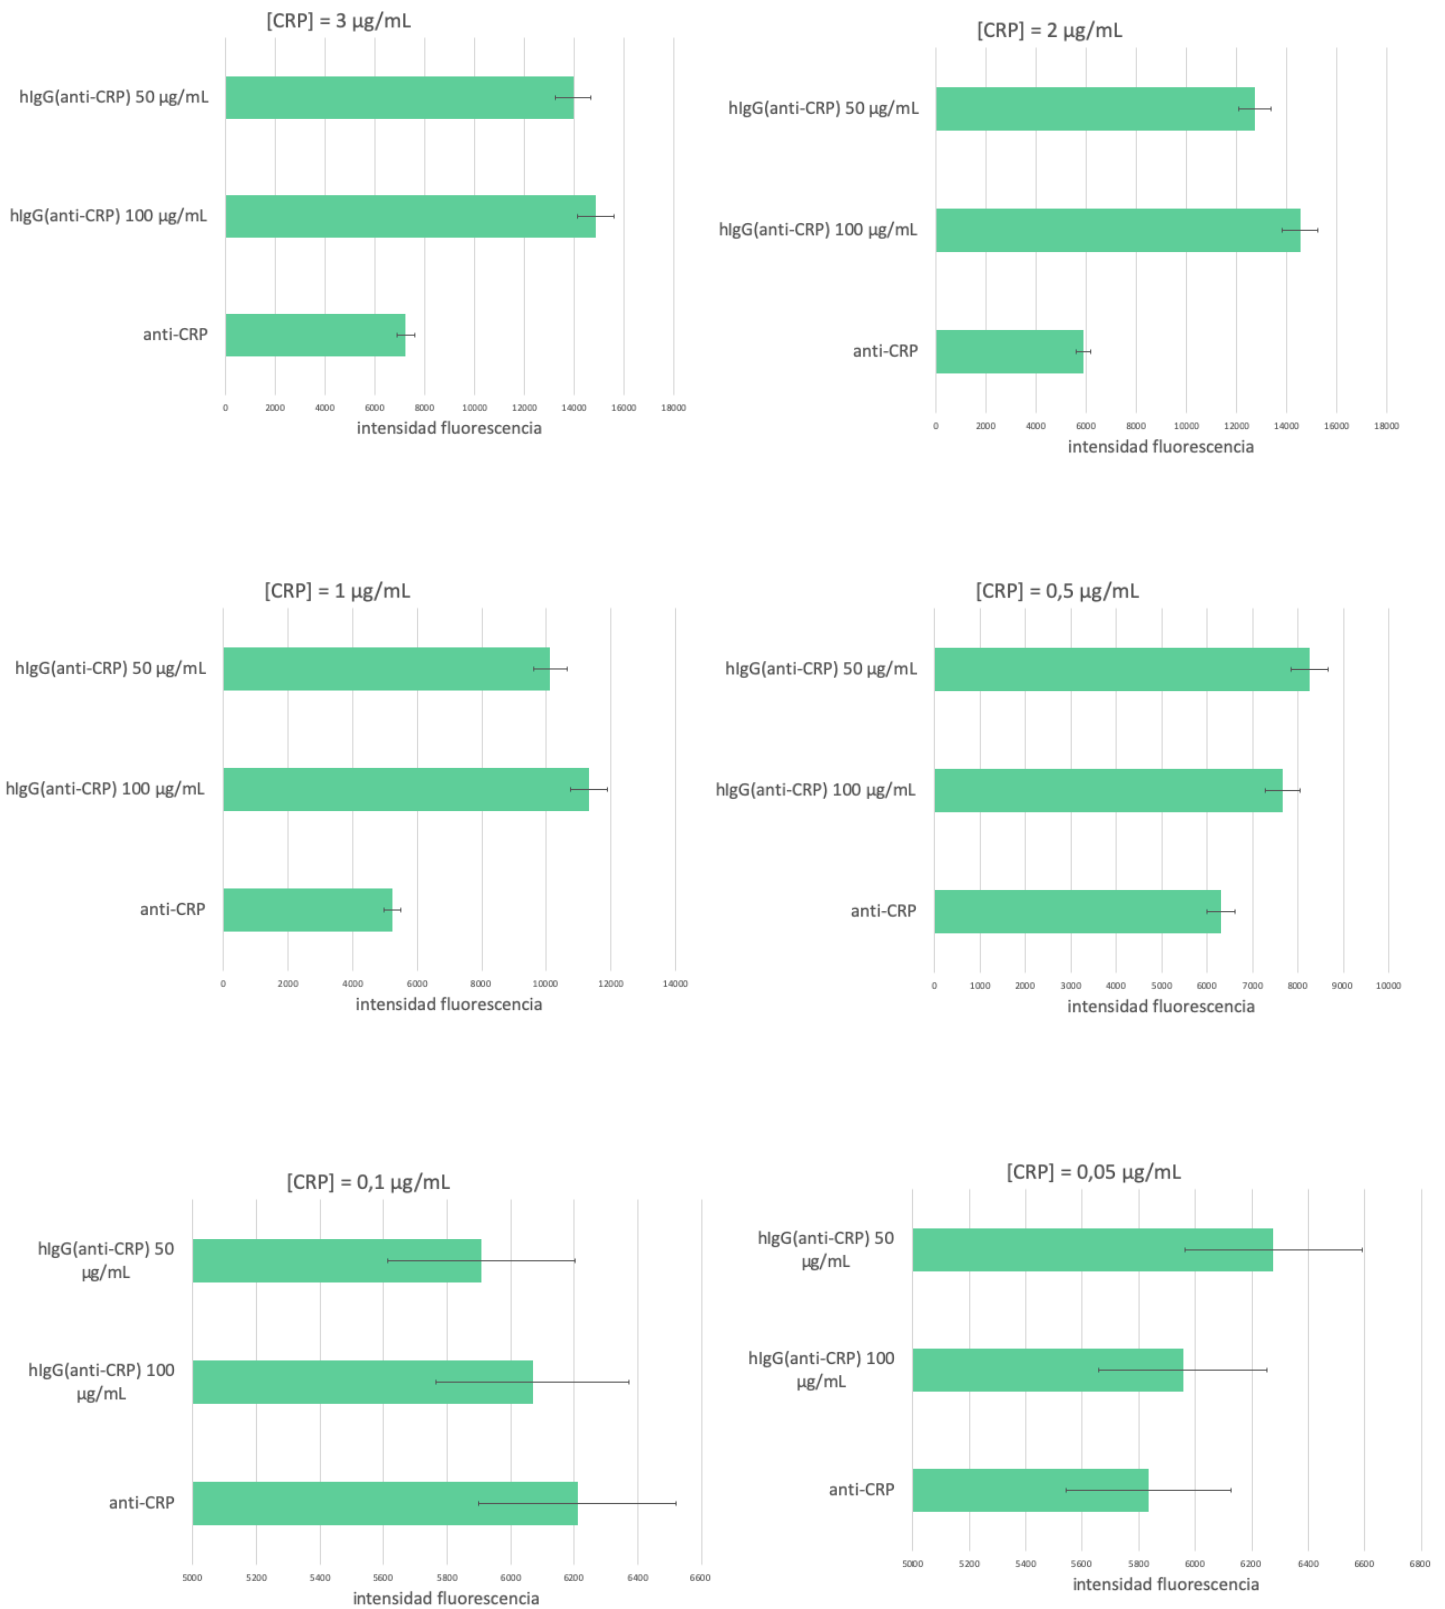 [CRP] = 3 µg/mL
hIgG(anti-CRP) 50 µg/mL
hIgG(anti-CRP) 100 µg/mL
anti-CRP
0 2000 4000 6000 8000 10000 12000 14000 16000 18000
intensidad fluorescencia
[CRP] = 2 µg/mL
hIgG(anti-CRP) 50 µg/mL
hIgG(anti-CRP) 100 µg/mL
anti-CRP
0 2000 4000 6000 8000 10000 12000 14000 16000 18000
intensidad fluorescencia
[CRP] = 1 µg/mL
hIgG(anti-CRP) 50 µg/mL
hIgG(anti-CRP) 100 µg/mL
anti-CRP
0 2000 4000 6000 8000 10000 12000 14000
intensidad fluorescencia
[CRP] = 0,5 µg/mL
hIgG(anti-CRP) 50 µg/mL
hIgG(anti-CRP) 100 µg/mL
anti-CRP
0 1000 2000 3000 4000 5000 6000 7000 8000 9000 10000
intensidad fluorescencia
[CRP] = 0,1 µg/mL
hIgG(anti-CRP) 50
µg/mL
hIgG(anti-CRP) 100
µg/mL
anti-CRP
5000 5200 5400 5600 5800 6000 6200 6400 6600
intensidad fluorescencia
[CRP] = 0,05 µg/mL
hIgG(anti-CRP) 50
µg/mL
hIgG(anti-CRP) 100
µg/mL
anti-CRP
5000 5200 5400 5600 5800 6000 6200 6400 6600 6800
intensidad fluorescencia